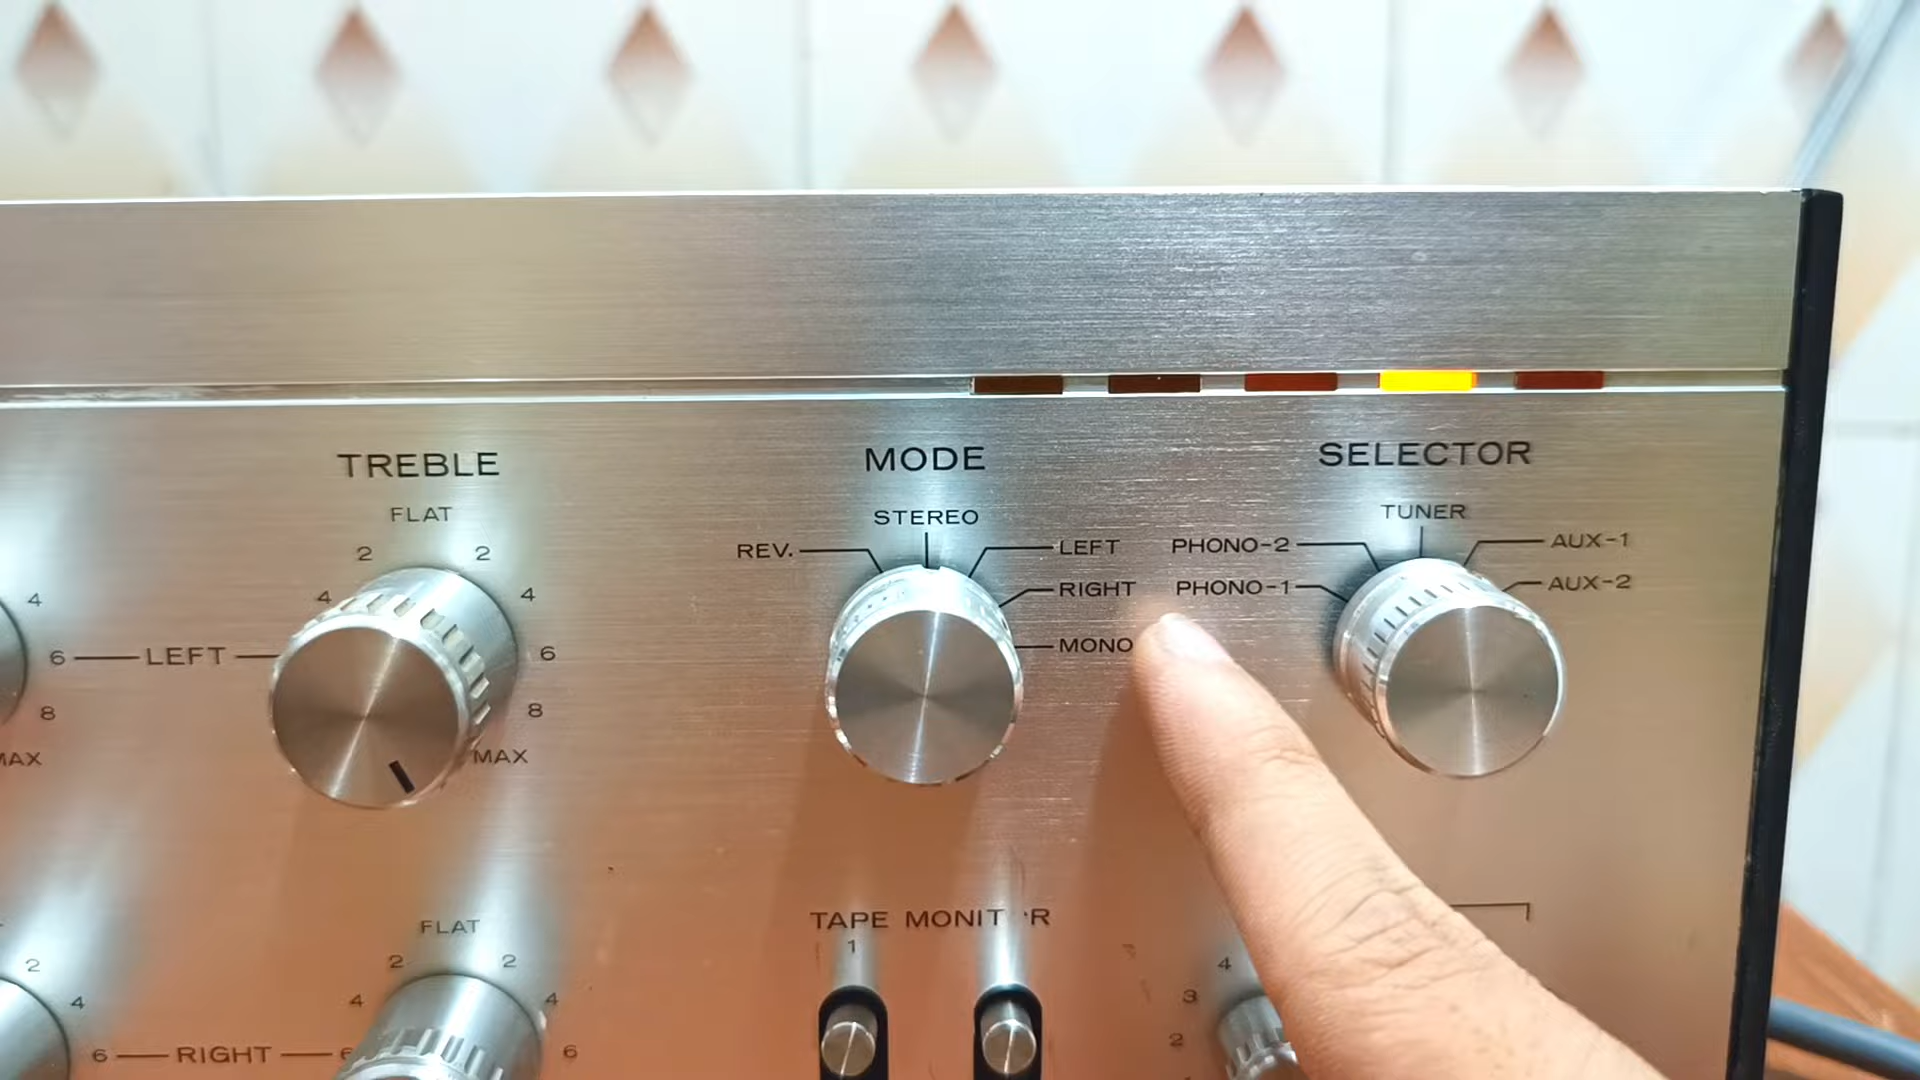 TREBLE
FLAT
2 2
4 4
4
6 LEFT 6
8 8
MAX
MODE
STEREO
REV. LEFT
RIGHT
MONO
SELECTOR
TUNER
PHONO-2 AUX-1
PHONO-1 AUX-2
TAPE MONIT R
1
FLAT
2 2
2
4 4
4
6 RIGHT 6
6
4
3
2